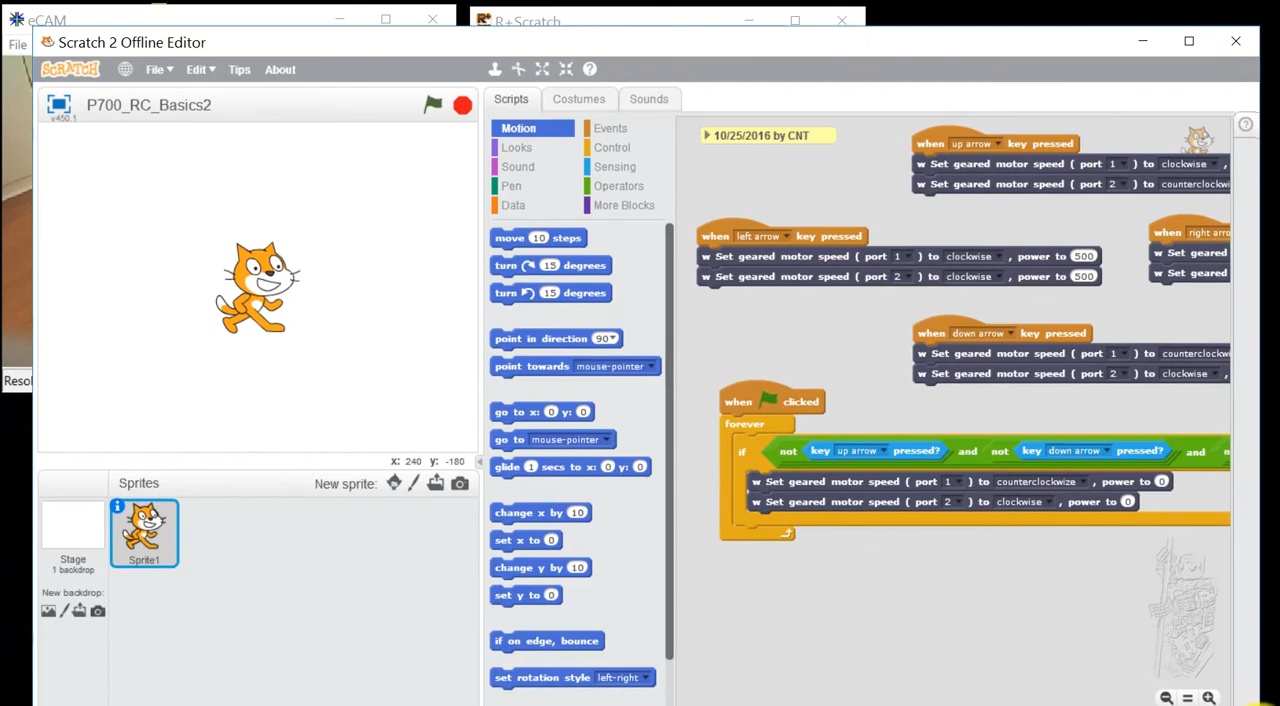 eCAM
R+Scratch
File
Scratch 2 Offline Editor
SCRATCH File Edit Tips About
v450.1
P700_RC_Basics2
Scripts Costumes Sounds
Motion Events
Looks Control
Sound Sensing
Pen Operators
Data More Blocks
move 10 steps
turn 15 degrees
turn 15 degrees
point in direction 90
point towards mouse-pointer
go to x: 0 y: 0
go to mouse-pointer
glide 1 secs to x: 0 y: 0
change x by 10
set x to 0
change y by 10
set y to 0
if on edge, bounce
set rotation style left-right
10/25/2016 by CNT
when up arrow key pressed
w Set geared motor speed ( port 1 ) to clockwise ,
w Set geared motor speed ( port 2 ) to
when left arrow key pressed
w Set geared motor speed ( port 1 ) to clockwise , power to 500
w Set geared motor speed ( port 2 ) to clockwise , power to 500
when right
w Set geared
w Set geared
when down arrow key pressed
w Set geared motor speed ( port 1 ) to
w Set geared motor speed ( port 2 ) to clockwise ,
when clicked
forever
if not key up arrow pressed? and not key down arrow pressed? and
w Set geared motor speed ( port 1 ) to counterclockwize , power to 0
w Set geared motor speed ( port 2 ) to clockwise , power to 0
x: 240 y: -180
Sprites New sprite:
Resol
Stage
1 backdrop
New backdrop:
Sprite1